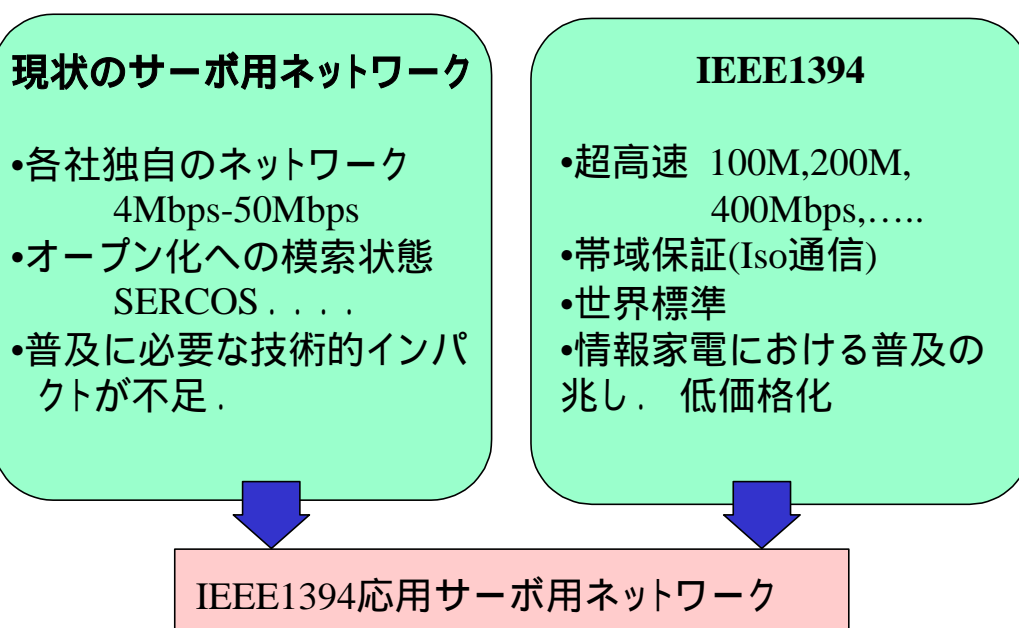 現状のサーボ用ネットワーク
•各社独自のネットワーク
4Mbps-50Mbps
•オープン化への模索状態
SERCOS．．．．
•普及に必要な技術的インパ
クトが不足．
IEEE1394
•超高速 100M,200M,
400Mbps,…..
•帯域保証(Iso通信)
•世界標準
•情報家電における普及の
兆し． 低価格化
IEEE1394応用サーボ用ネットワーク